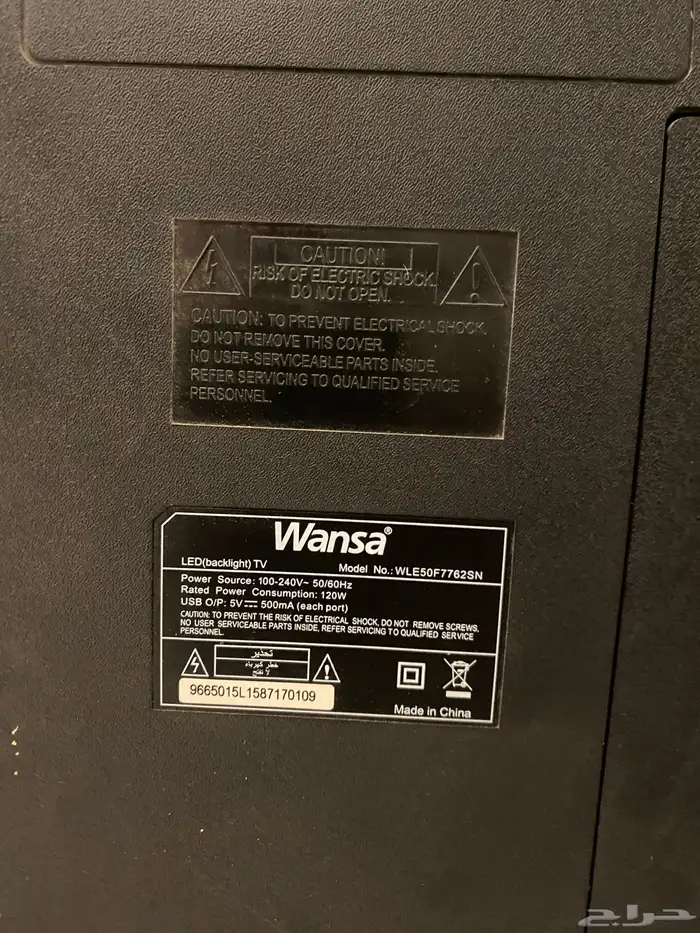 CAUTION!
RISK OF ELECTRIC SHOCK.
DO NOT OPEN.
CAUTION: TO PREVENT ELECTRICAL SHOCK,
DO NOT REMOVE THIS COVER.
NO USER-SERVICEABLE PARTS INSIDE.
REFER SERVICING TO QUALIFIED SERVICE
PERSONNEL.
Wansa®
LED(backlight) TV Model No.: WLE50F7762SN
Power Source: 100-240V~ 50/60Hz
Rated Power Consumption: 120W
USB O/P: 5V⎓ 500mA (each port)
CAUTION: TO PREVENT THE RISK OF ELECTRICAL SHOCK, DO NOT REMOVE SCREWS.
NO USER SERVICEABLE PARTS INSIDE, REFER SERVICING TO QUALIFIED SERVICE
PERSONNEL
تحذير
خطر كهرباء
لا تفتح
9665015L1587170109
Made in China
حراج